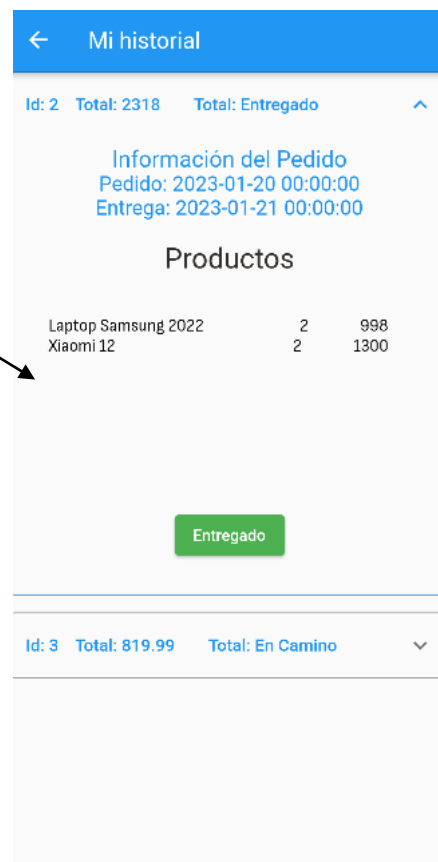 Mi historial
Id: 2 Total: 2318 Total: Entregado
Información del Pedido
Pedido: 2023-01-20 00:00:00
Entrega: 2023-01-21 00:00:00
Productos
Laptop Samsung 2022 2 998
Xiaomi 12 2 1300
Entregado
Id: 3 Total: 819.99 Total: En Camino